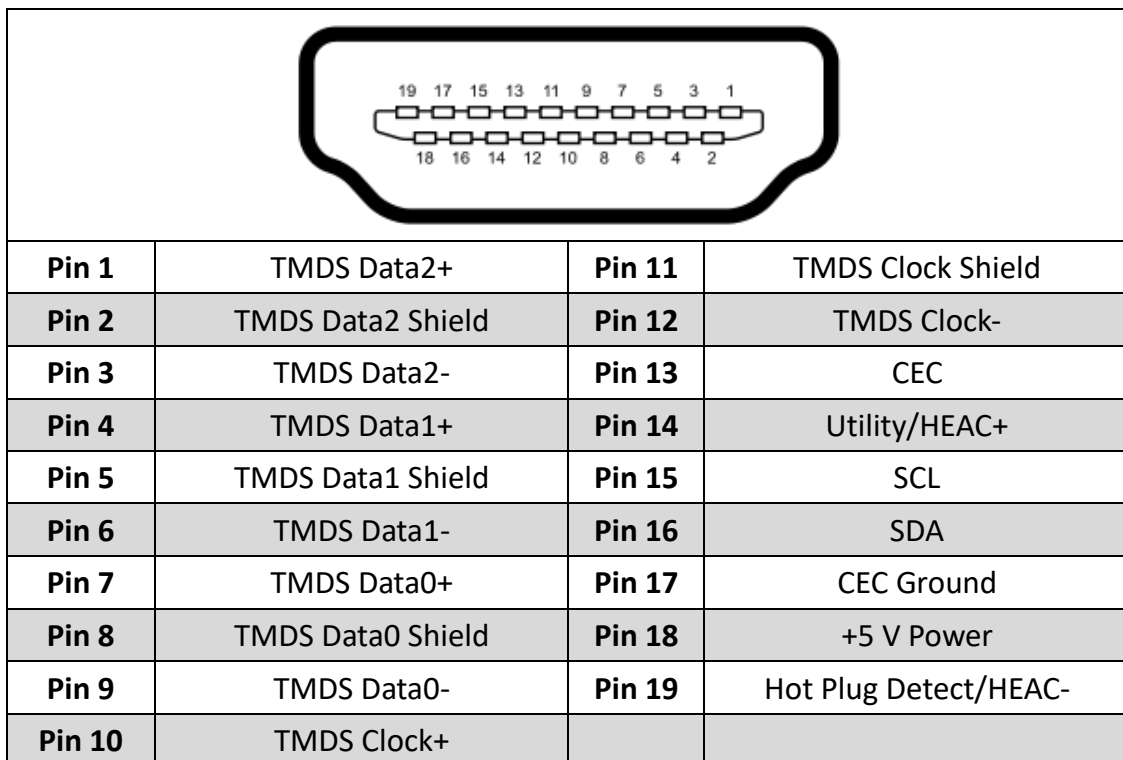 19 17 15 13 11 9 7 5 3 1
18 16 14 12 10 8 6 4 2
Pin 1 TMDS Data2+ Pin 11 TMDS Clock Shield
Pin 2 TMDS Data2 Shield Pin 12 TMDS Clock-
Pin 3 TMDS Data2- Pin 13 CEC
Pin 4 TMDS Data1+ Pin 14 Utility/HEAC+
Pin 5 TMDS Data1 Shield Pin 15 SCL
Pin 6 TMDS Data1- Pin 16 SDA
Pin 7 TMDS Data0+ Pin 17 CEC Ground
Pin 8 TMDS Data0 Shield Pin 18 +5 V Power
Pin 9 TMDS Data0- Pin 19 Hot Plug Detect/HEAC-
Pin 10 TMDS Clock+